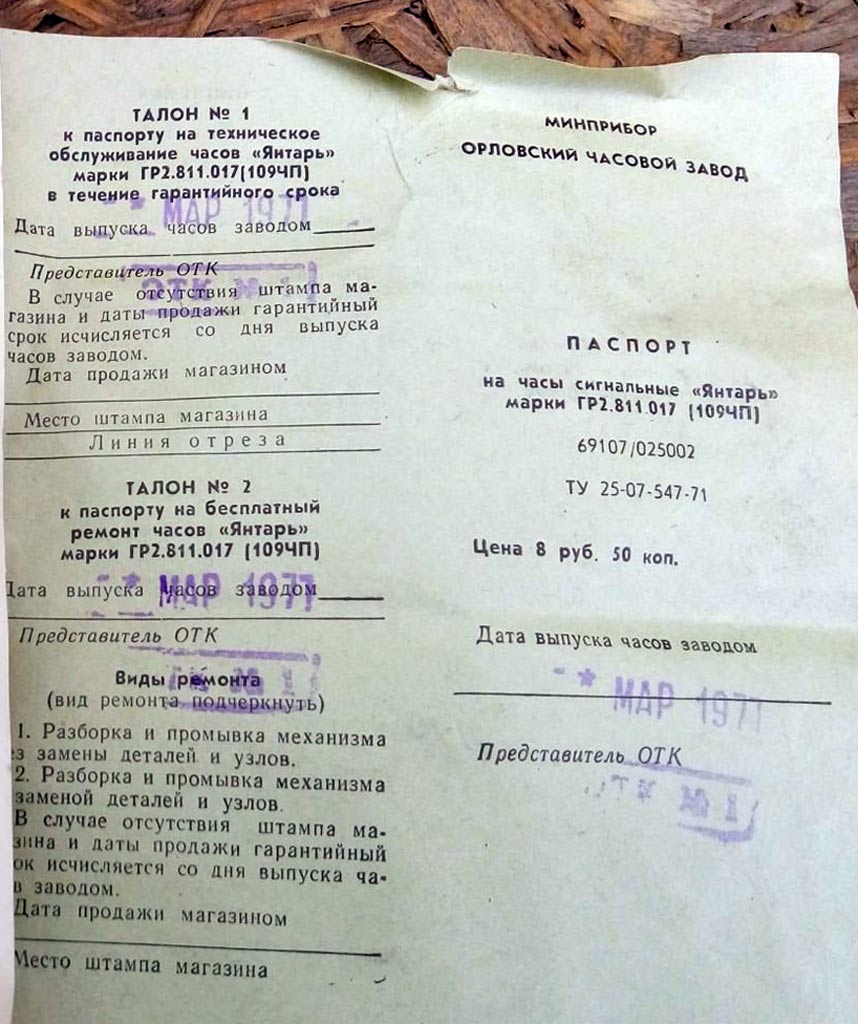 ТАЛОН № 1
к паспорту на техническое
обслуживание часов «Янтарь»
марки ГР2.811.017(109ЧП)
в течение гарантийного срока
* МАР 1977
Дата выпуска часов заводом
Представитель ОТК
В случае отсутствия штампа ма-
газина и даты продажи гарантийный
срок исчисляется со дня выпуска
часов заводом.
Дата продажи магазином
Место штампа магазина
Линия отреза
ТАЛОН № 2
к паспорту на бесплатный
ремонт часов «Янтарь»
марки ГР2.811.017 (109ЧП)
Дата выпуска часов заводом
* МАР 1977
Представитель ОТК
Виды ремонта
(вид ремонта подчеркнуть)
1. Разборка и промывка механизма
з замены деталей и узлов.
2. Разборка и промывка механизма
заменой деталей и узлов.
В случае отсутствия штампа ма-
зина и даты продажи гарантийный
ок исчисляется со дня выпуска ча-
в заводом.
Дата продажи магазином
Место штампа магазина
МИНПРИБОР
ОРЛОВСКИЙ ЧАСОВОЙ ЗАВОД
ПАСПОРТ
на часы сигнальные «Янтарь»
марки ГР2.811.017 (109ЧП)
69107/025002
ТУ 25-07-547-71
Цена 8 руб. 50 коп.
Дата выпуска часов заводом
* МАР 1977
Представитель ОТК